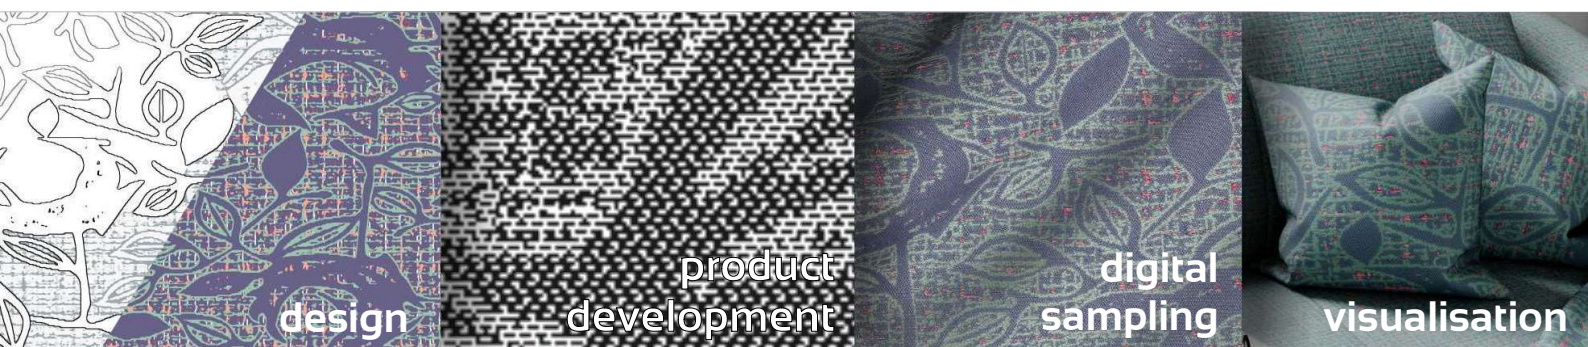 design
product
development
digital
sampling
visualisation